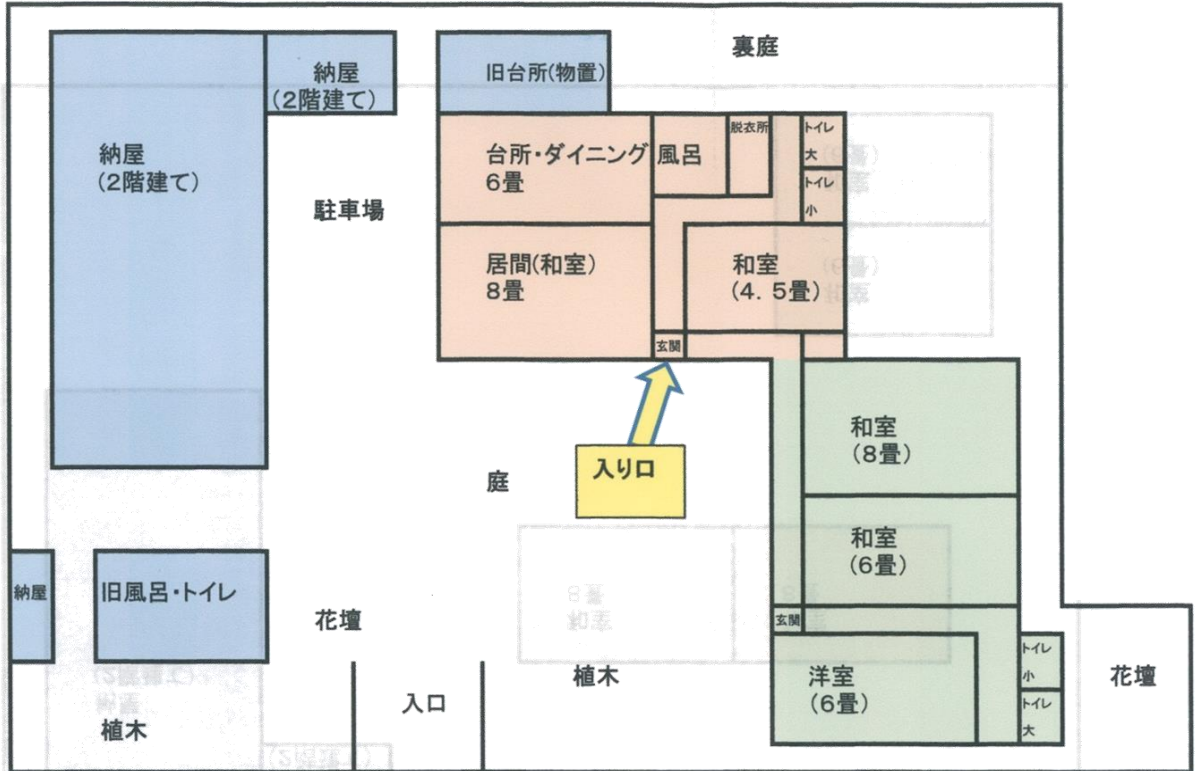 裏庭
納屋
(2階建て)
旧台所(物置)
納屋
(2階建て)
駐車場
台所・ダイニング
6畳
風呂
脱衣所
トイレ
大
トイレ
小
居間(和室)
8畳
和室
(4.5畳)
玄関
入り口
庭
和室
(8畳)
和室
(6畳)
玄関
洋室
(6畳)
トイレ
小
トイレ
大
花壇
納屋
旧風呂・トイレ
花壇
植木
入口
植木